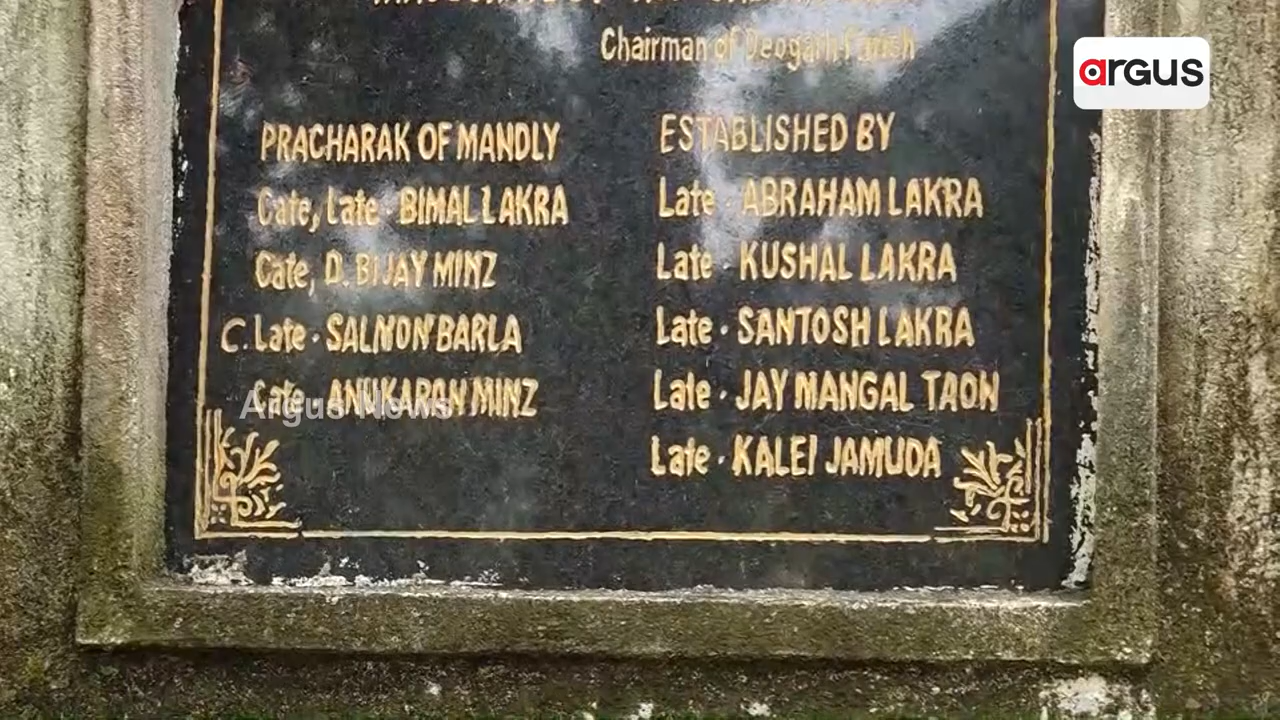 Chairman of Deogarh Parish
argus
PRACHARAK OF MANDLY
Cate, Late · BIMAL LAKRA
Cate, D. BIJAY MINZ
C. Late · SALMON BARLA
Cate · ANUKARAN MINZ
Argus News
ESTABLISHED BY
Late · ABRAHAM LAKRA
Late · KUSHAL LAKRA
Late · SANTOSH LAKRA
Late · JAY MANGAL TAON
Late · KALEI JAMUDA